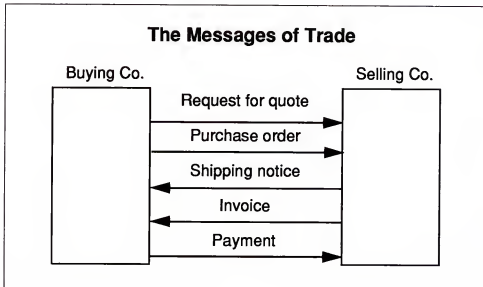 The Messages of Trade
Buying Co.
Selling Co.
Request for quote
Purchase order
Shipping notice
Invoice
Payment